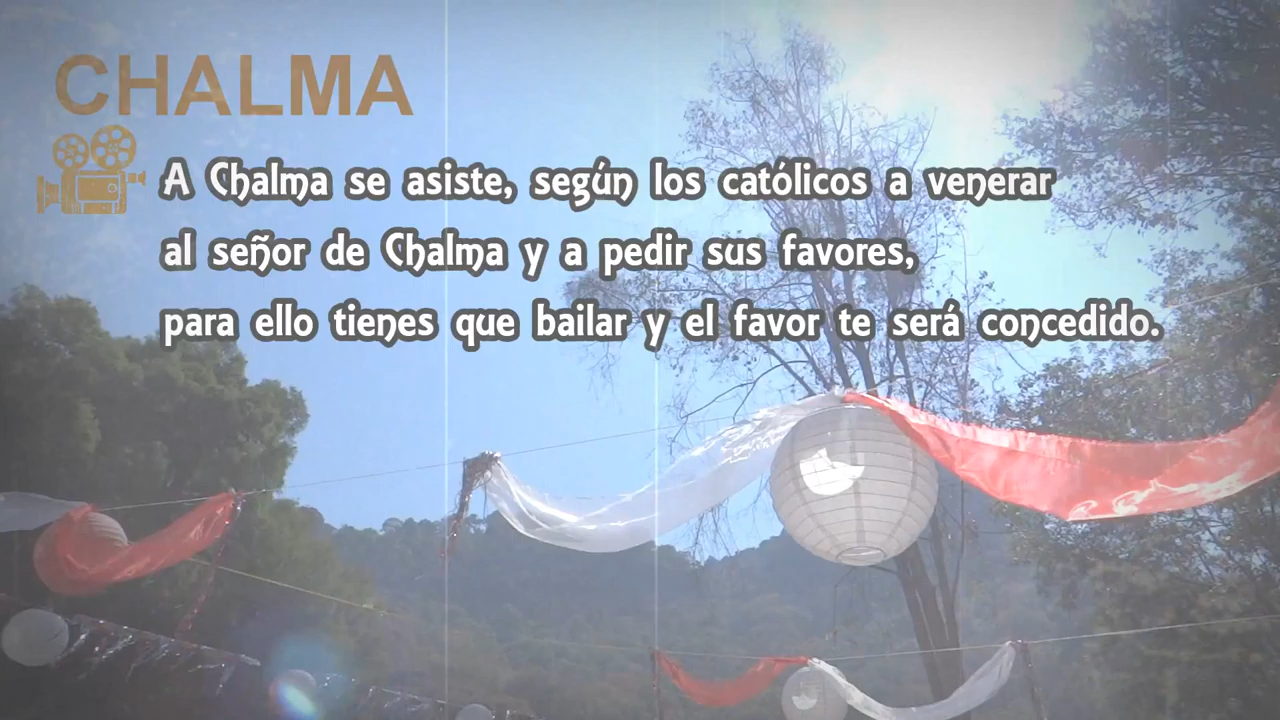 CHALMA
A Chalma se asiste, según los católicos a venerar
al señor de Chalma y a pedir sus favores,
para ello tienes que bailar y el favor te será concedido.